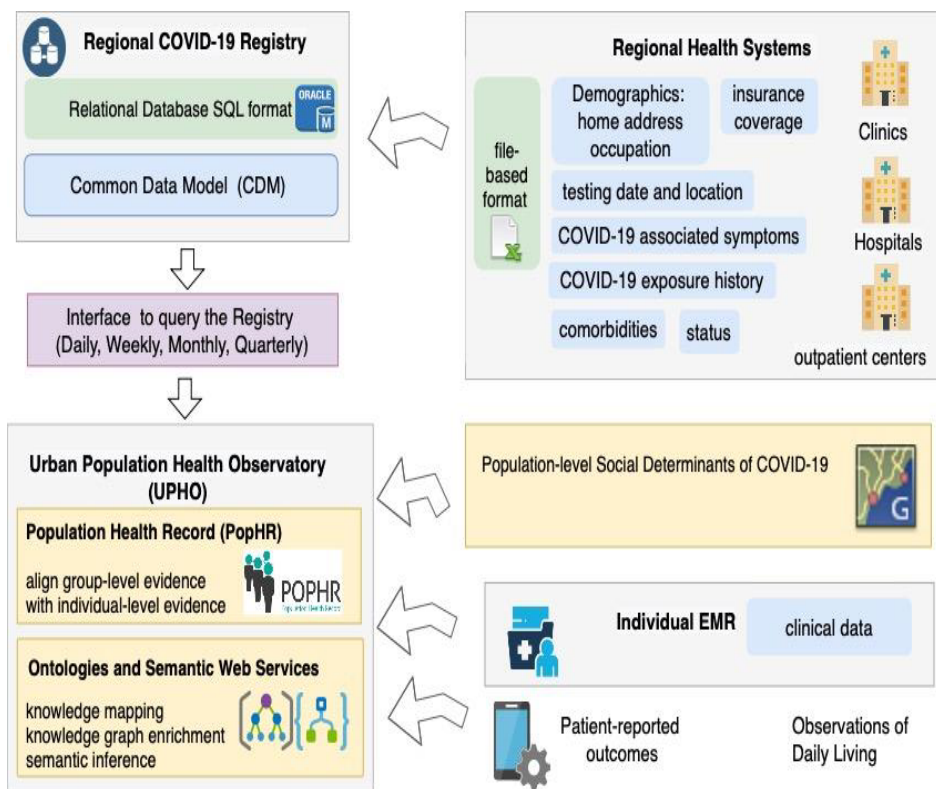 Regional COVID-19 Registry
Relational Database SQL format
ORACLE
M
Common Data Model (CDM)
Interface to query the Registry
(Daily, Weekly, Monthly, Quarterly)
Urban Population Health Observatory
(UPHO)
Population Health Record (PopHR)
align group-level evidence
with individual-level evidence
POPHR
Population Health Record
Ontologies and Semantic Web Services
knowledge mapping
knowledge graph enrichment
semantic inference
Regional Health Systems
file-
based
format
Demographics:
home address
occupation
insurance
coverage
testing date and location
COVID-19 associated symptoms
COVID-19 exposure history
comorbidities
status
Clinics
Hospitals
outpatient centers
Population-level Social Determinants of COVID-19
G
Individual EMR
clinical data
Patient-reported
outcomes
Observations of
Daily Living